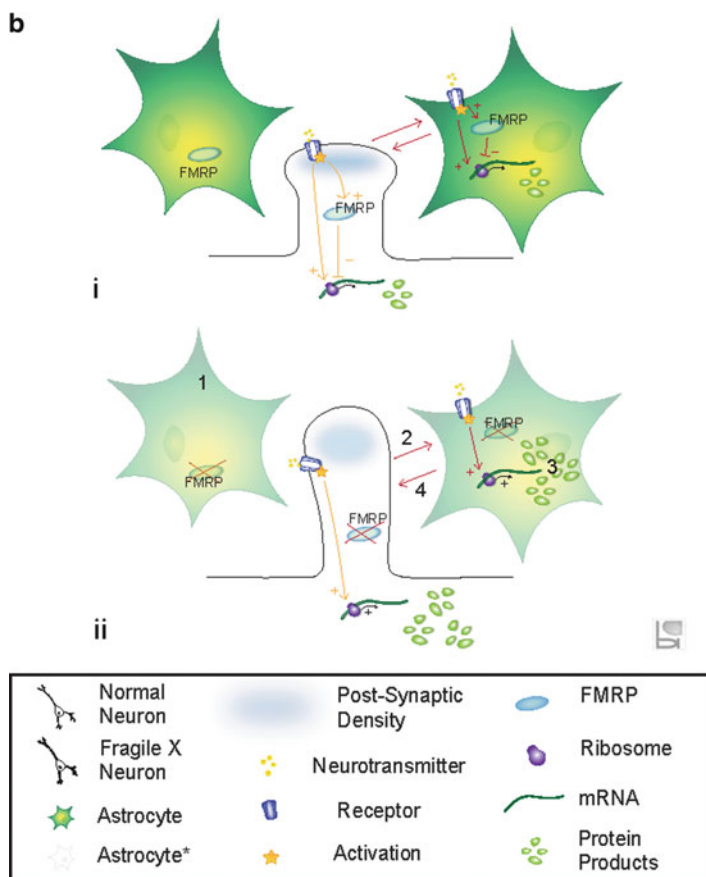 b
+
FMRP
FMRP
−
+
+
FMRP
−
+
i
1
2
FMRP
3
FMRP
4
+
+
FMRP
+
+
ii
Normal
Neuron
Post-Synaptic
Density
FMRP
Fragile X
Neuron
Neurotransmitter
Ribosome
Astrocyte
Receptor
mRNA
Astrocyte*
Activation
Protein
Products